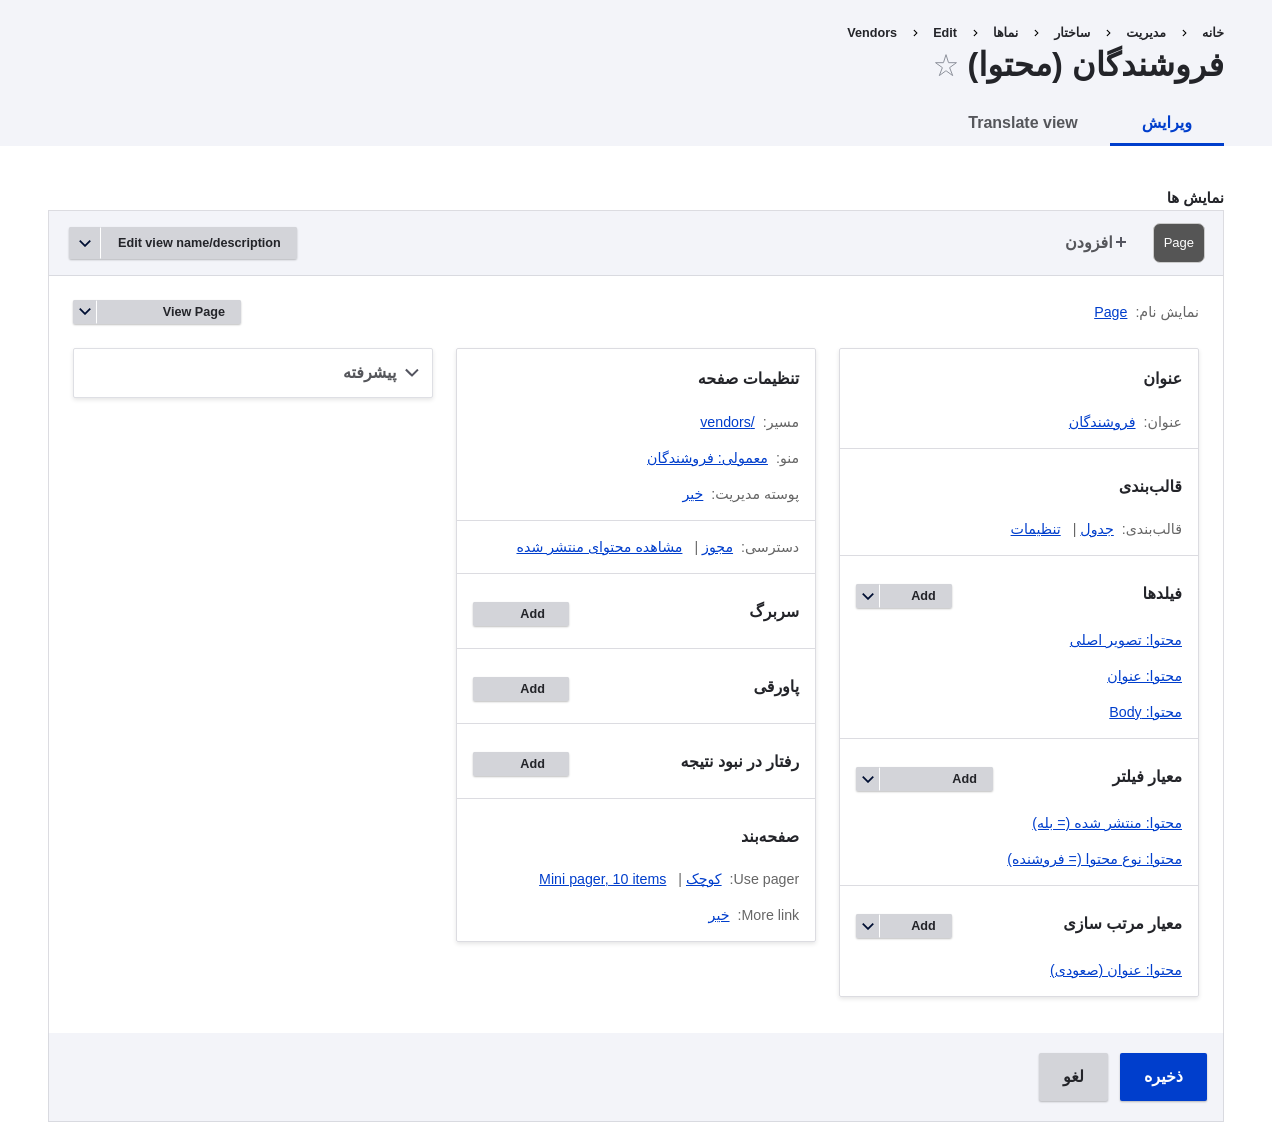 خانه › مدیریت › ساختار › نماها › Edit › Vendors
فروشندگان (محتوا) ☆
ویرایش
Translate view
نمایش ها
Page
+ افزودن
Edit view name/description
نمایش نام: Page
View Page
عنوان
عنوان: فروشندگان
قالب‌بندی
قالب‌بندی: جدول | تنظیمات
فیلدها
Add
محتوا: تصویر اصلی
محتوا: عنوان
محتوا: Body
معیار فیلتر
Add
محتوا: منتشر شده (= بله)
محتوا: نوع محتوا (= فروشنده)
معیار مرتب سازی
Add
محتوا: عنوان (صعودی)
تنظیمات صفحه
مسیر: /vendors
منو: معمولی: فروشندگان
پوسته مدیریت: خیر
دسترسی: مجوز | مشاهده محتوای منتشر شده
سربرگ
Add
پاورقی
Add
رفتار در نبود نتیجه
Add
صفحه‌بند
Use pager: کوچک | Mini pager, 10 items
More link: خیر
پیشرفته
ذخیره
لغو